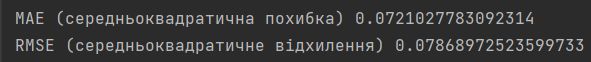 MAE (середньоквадратична похибка) 0.0721027783092314
RMSE (середньоквадратичне відхилення) 0.07868972523599733